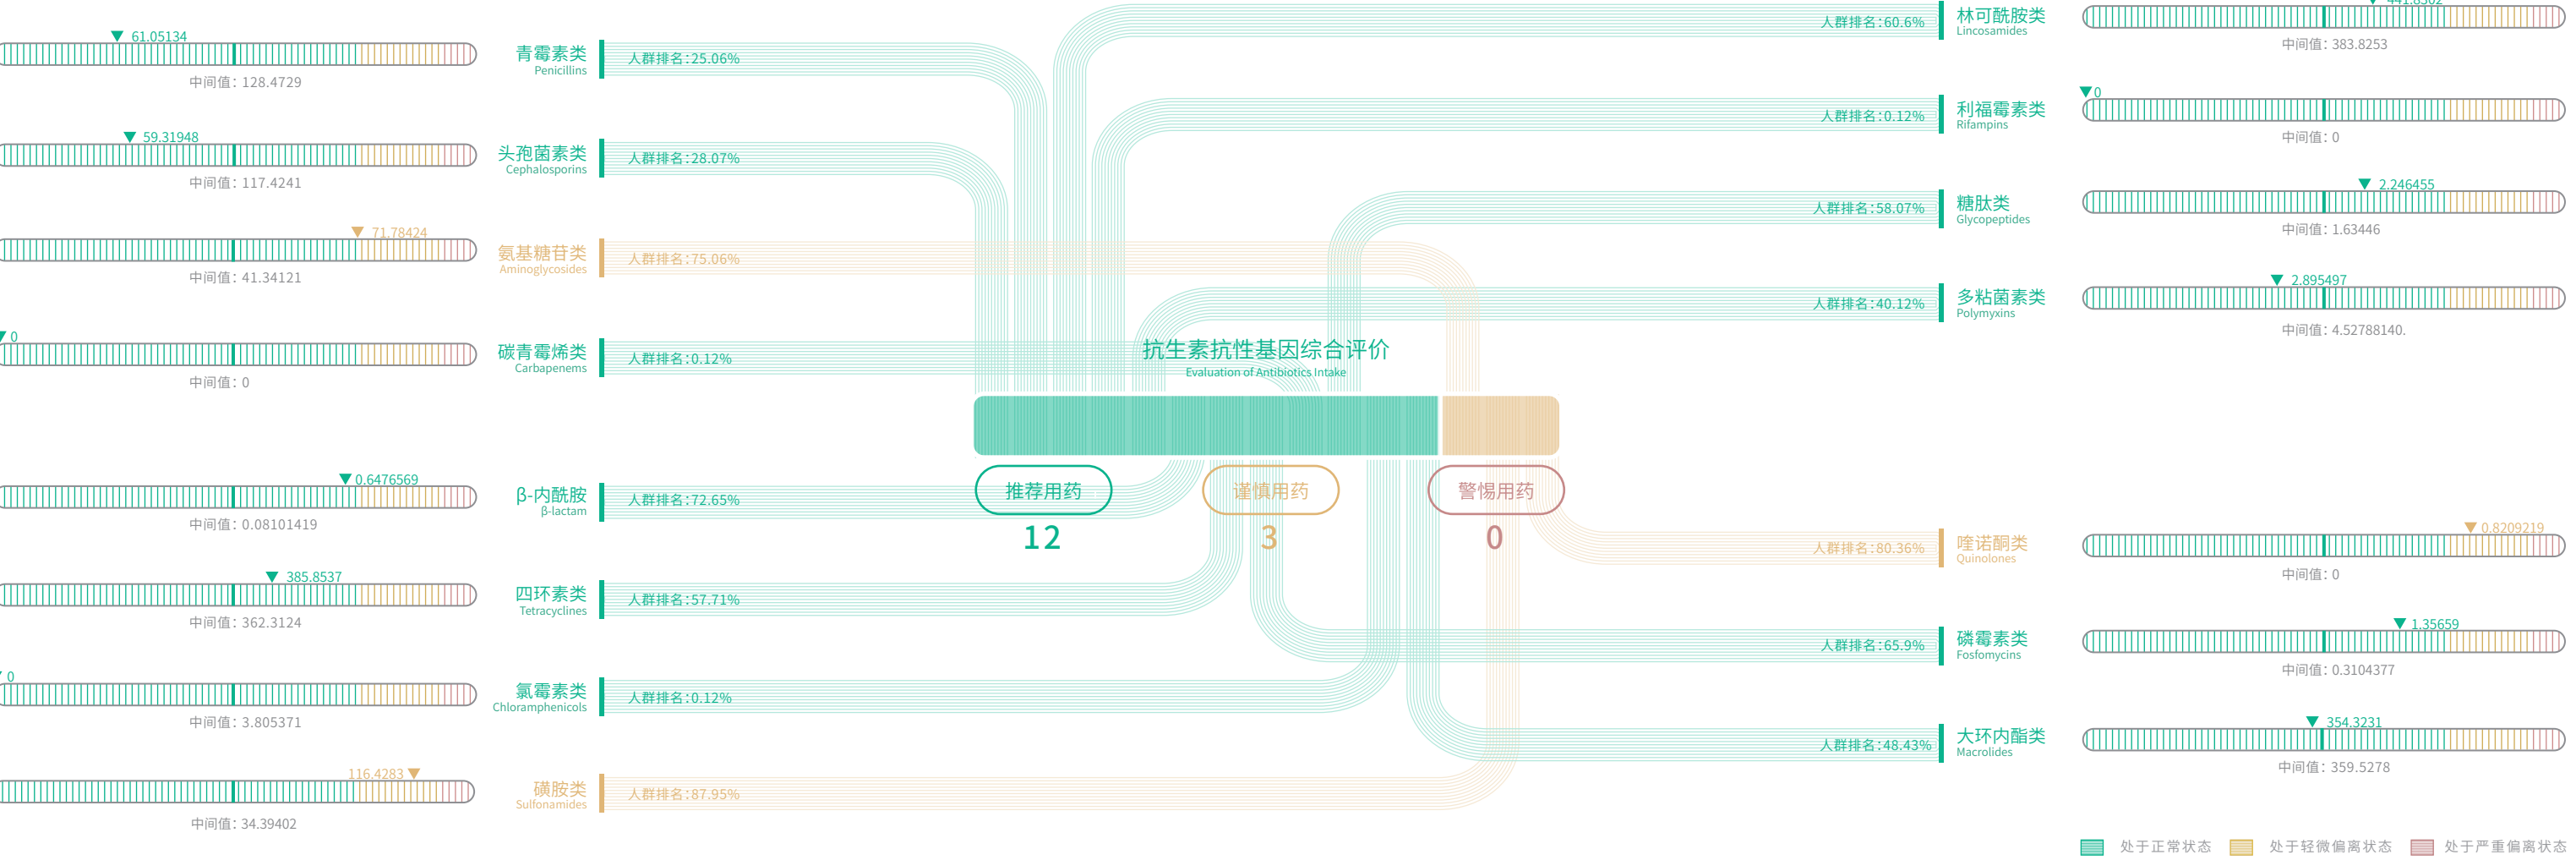 61.05134
中间值：128.4729
青霉素类
Penicillins
人群排名：25.06%
59.31948
中间值：117.4241
头孢菌素类
Cephalosporins
人群排名：28.07%
71.78424
中间值：41.34121
氨基糖苷类
Aminoglycosides
人群排名：75.06%
0
中间值：0
碳青霉烯类
Carbapenems
人群排名：0.12%
0.6476569
中间值：0.08101419
β-内酰胺
β-lactam
人群排名：72.65%
385.8537
中间值：362.3124
四环素类
Tetracyclines
人群排名：57.71%
0
中间值：3.805371
氯霉素类
Chloramphenicols
人群排名：0.12%
116.4283
中间值：34.39402
磺胺类
Sulfonamides
人群排名：87.95%
抗生素抗性基因综合评价
Evaluation of Antibiotics Intake
推荐用药
12
谨慎用药
3
警惕用药
0
人群排名：60.6%
林可酰胺类
Lincosamides
中间值：383.8253
人群排名：0.12%
利福霉素类
Rifampins
0
中间值：0
人群排名：58.07%
糖肽类
Glycopeptides
2.246455
中间值：1.63446
人群排名：40.12%
多粘菌素类
Polymyxins
2.895497
中间值：4.52788140.
人群排名：80.36%
喹诺酮类
Quinolones
0.8209219
中间值：0
人群排名：65.9%
磷霉素类
Fosfomycins
1.35659
中间值：0.3104377
人群排名：48.43%
大环内酯类
Macrolides
354.3231
中间值：359.5278
处于正常状态
处于轻微偏离状态
处于严重偏离状态